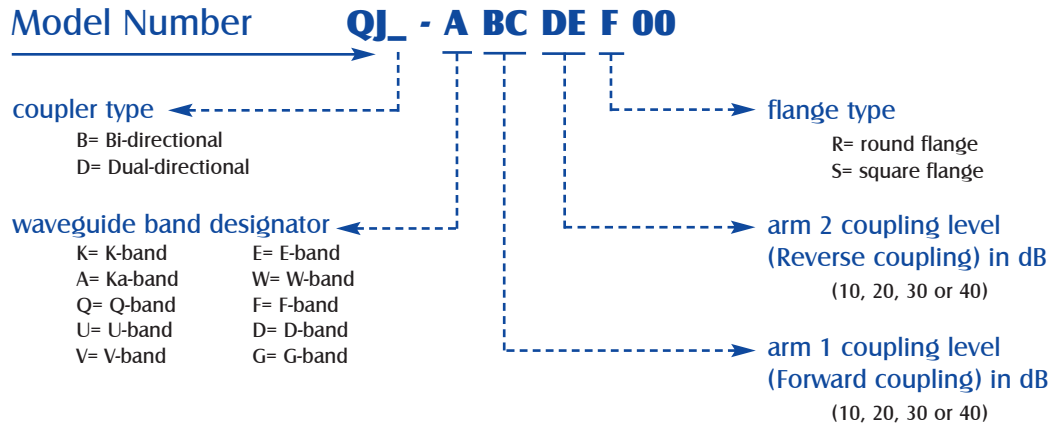 Model Number QJ_ - A BC DE F 00
coupler type
B= Bi-directional
D= Dual-directional
waveguide band designator
K= K-band E= E-band
A= Ka-band W= W-band
Q= Q-band F= F-band
U= U-band D= D-band
V= V-band G= G-band
flange type
R= round flange
S= square flange
arm 2 coupling level
(Reverse coupling) in dB
(10, 20, 30 or 40)
arm 1 coupling level
(Forward coupling) in dB
(10, 20, 30 or 40)